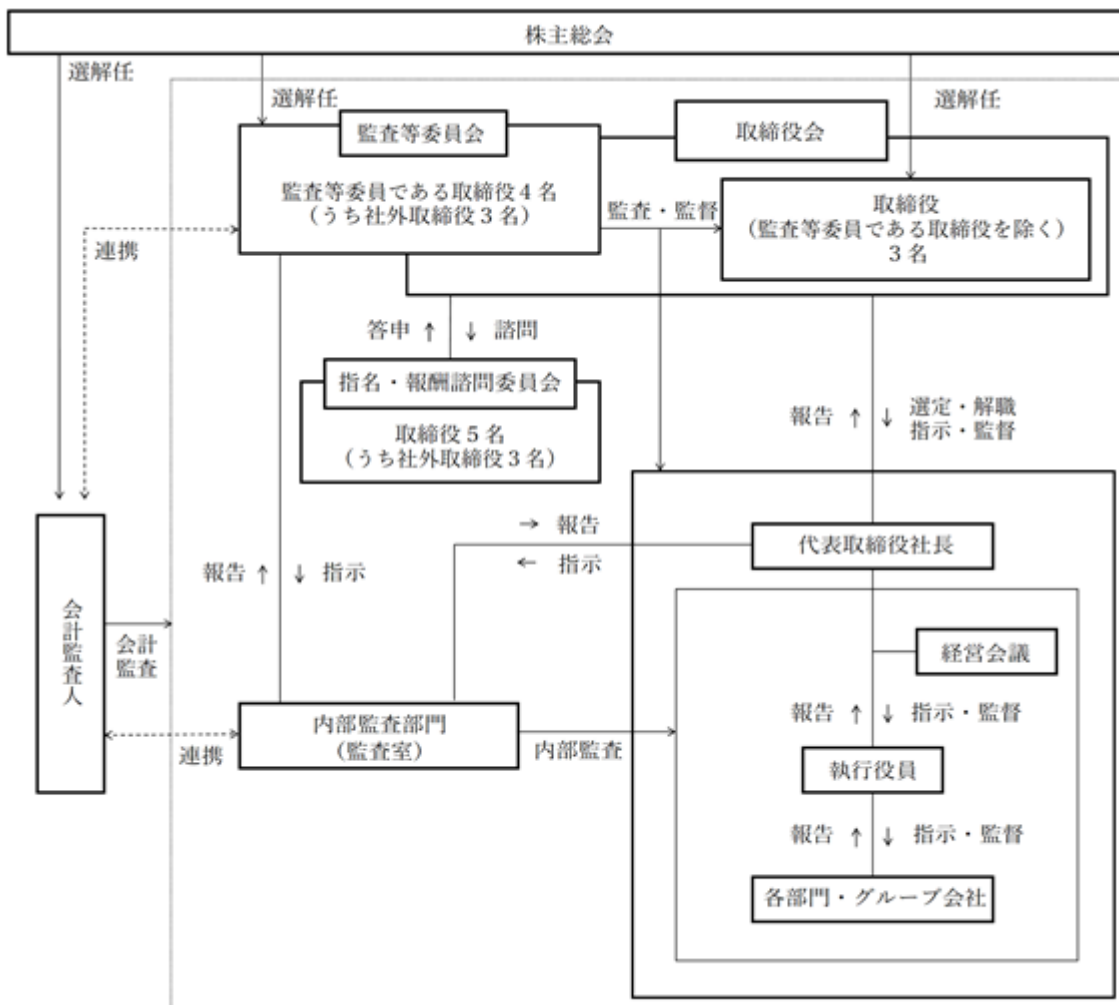 株主総会
選解任
選解任
選解任
監査等委員会
取締役会
監査等委員である取締役4名
（うち社外取締役3名）
監査・監督
取締役
（監査等委員である取締役を除く）
3名
連携
答申 ↑ ↓ 諮問
指名・報酬諮問委員会
取締役5名
（うち社外取締役3名）
報告 ↑ ↓ 選定・解職
指示・監督
→ 報告
← 指示
代表取締役社長
報告 ↑ ↓ 指示
会計監査人
会計
監査
経営会議
内部監査部門
（監査室）
連携
内部監査
報告 ↑ ↓ 指示・監督
執行役員
報告 ↑ ↓ 指示・監督
各部門・グループ会社